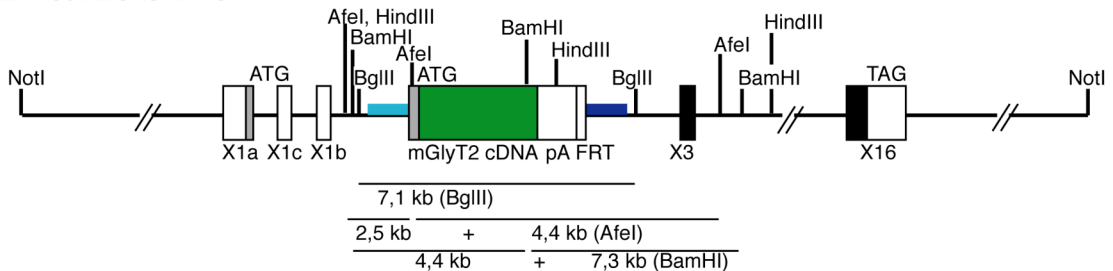 AfeI, HindIII
HindIII
BamHI
BamHI
AfeI
AfeI
HindIII
NotI
ATG
BglII
ATG
BglII
BamHI
TAG
NotI
X1a
X1c
X1b
mGlyT2 cDNA
pA
FRT
X3
X16
7,1 kb (BglII)
2,5 kb + 4,4 kb (AfeI)
4,4 kb + 7,3 kb (BamHI)